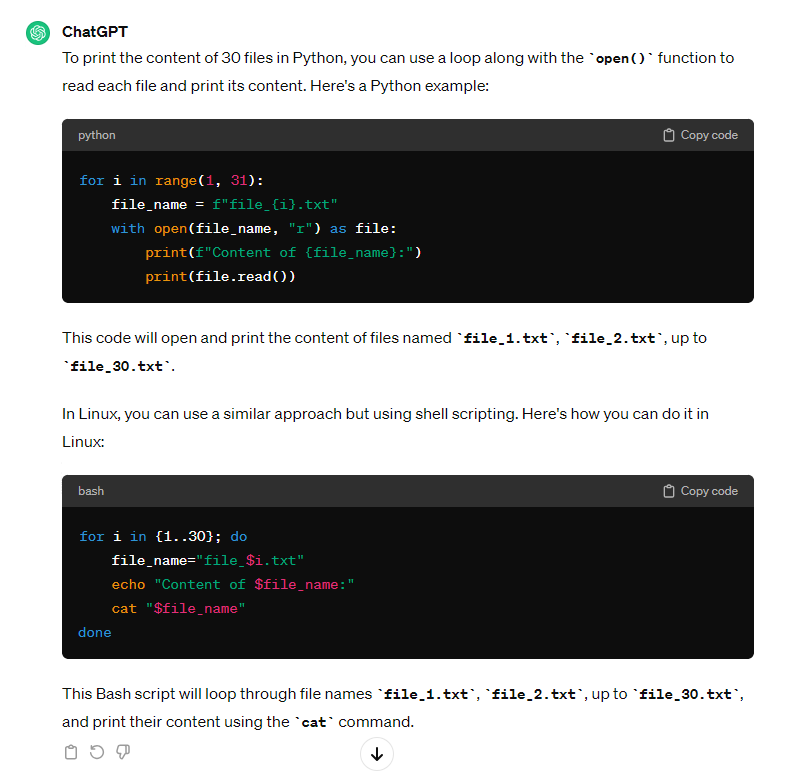 ChatGPT
To print the content of 30 files in Python, you can use a loop along with the `open()` function to
read each file and print its content. Here's a Python example:
python
Copy code
for i in range(1, 31):
    file_name = f"file_{i}.txt"
    with open(file_name, "r") as file:
        print(f"Content of {file_name}:")
        print(file.read())
This code will open and print the content of files named `file_1.txt`, `file_2.txt`, up to
`file_30.txt`.
In Linux, you can use a similar approach but using shell scripting. Here's how you can do it in
Linux:
bash
Copy code
for i in {1..30}; do
    file_name="file_$i.txt"
    echo "Content of $file_name:"
    cat "$file_name"
done
This Bash script will loop through file names `file_1.txt`, `file_2.txt`, up to `file_30.txt`,
and print their content using the `cat` command.